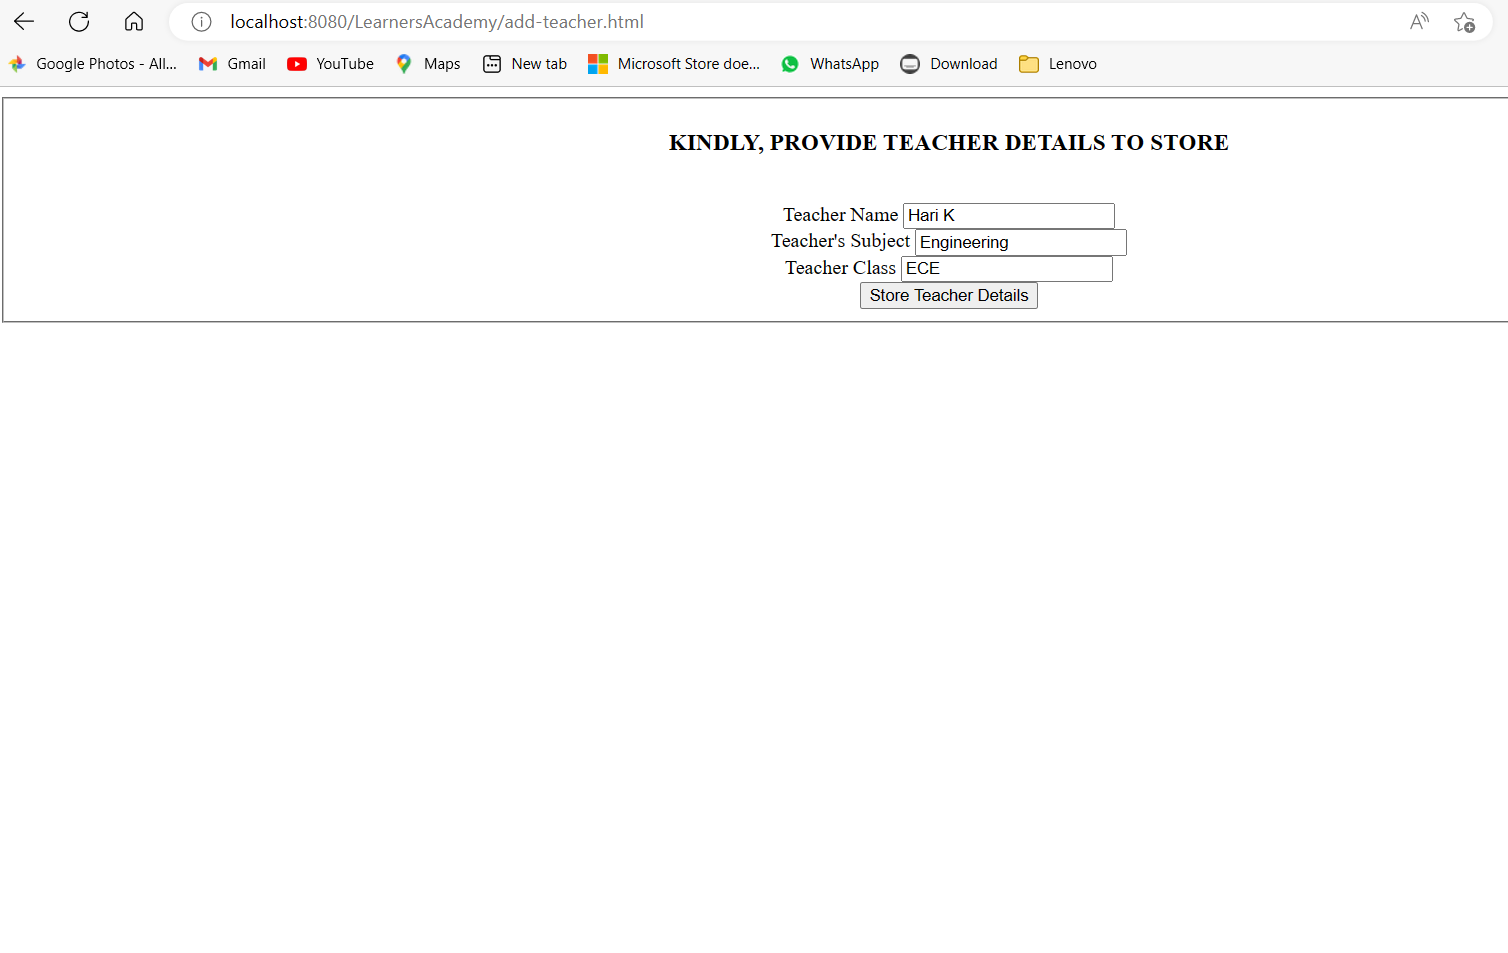 localhost:8080/LearnersAcademy/add-teacher.html
Google Photos - All... Gmail YouTube Maps New tab Microsoft Store doe... WhatsApp Download Lenovo
KINDLY, PROVIDE TEACHER DETAILS TO STORE
Teacher Name Hari K
Teacher's Subject Engineering
Teacher Class ECE
Store Teacher Details